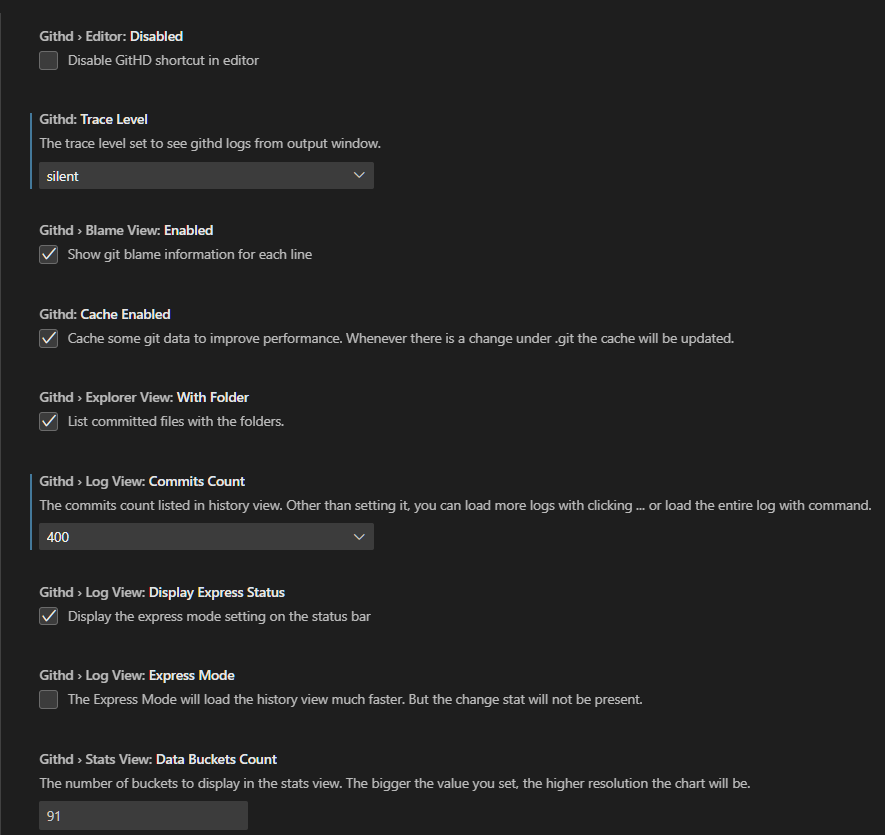 Githd › Editor: Disabled
Disable GitHD shortcut in editor
Githd: Trace Level
The trace level set to see githd logs from output window.
silent
Githd › Blame View: Enabled
Show git blame information for each line
Githd: Cache Enabled
Cache some git data to improve performance. Whenever there is a change under .git the cache will be updated.
Githd › Explorer View: With Folder
List committed files with the folders.
Githd › Log View: Commits Count
The commits count listed in history view. Other than setting it, you can load more logs with clicking ... or load the entire log with command.
400
Githd › Log View: Display Express Status
Display the express mode setting on the status bar
Githd › Log View: Express Mode
The Express Mode will load the history view much faster. But the change stat will not be present.
Githd › Stats View: Data Buckets Count
The number of buckets to display in the stats view. The bigger the value you set, the higher resolution the chart will be.
91